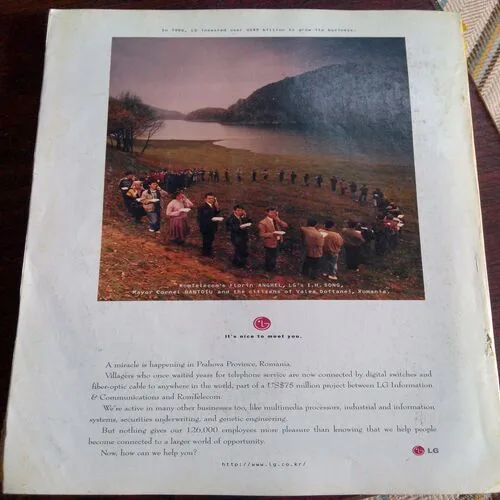 In 1996, LG invested over US$9 billion to grow its business.
RomTelecom's Florin ANGHEL, LG's I.H. SONG,
Mayor Cornel BANTOIU and the citizens of Valea Doftanei, Romania.
LG
It's nice to meet you.
A miracle is happening in Prahova Province, Romania.
Villagers who once waited years for telephone service are now connected by digital switches and
fiber-optic cable to anywhere in the world, part of a US$75 million project between LG Information
& Communications and RomTelecom.
We're active in many other businesses too, like multimedia processors, industrial and information
systems, securities underwriting, and genetic engineering.
But nothing gives our 126,000 employees more pleasure than knowing that we help people
become connected to a larger world of opportunity.
Now, how can we help you?
LG
http://www.lg.co.kr/